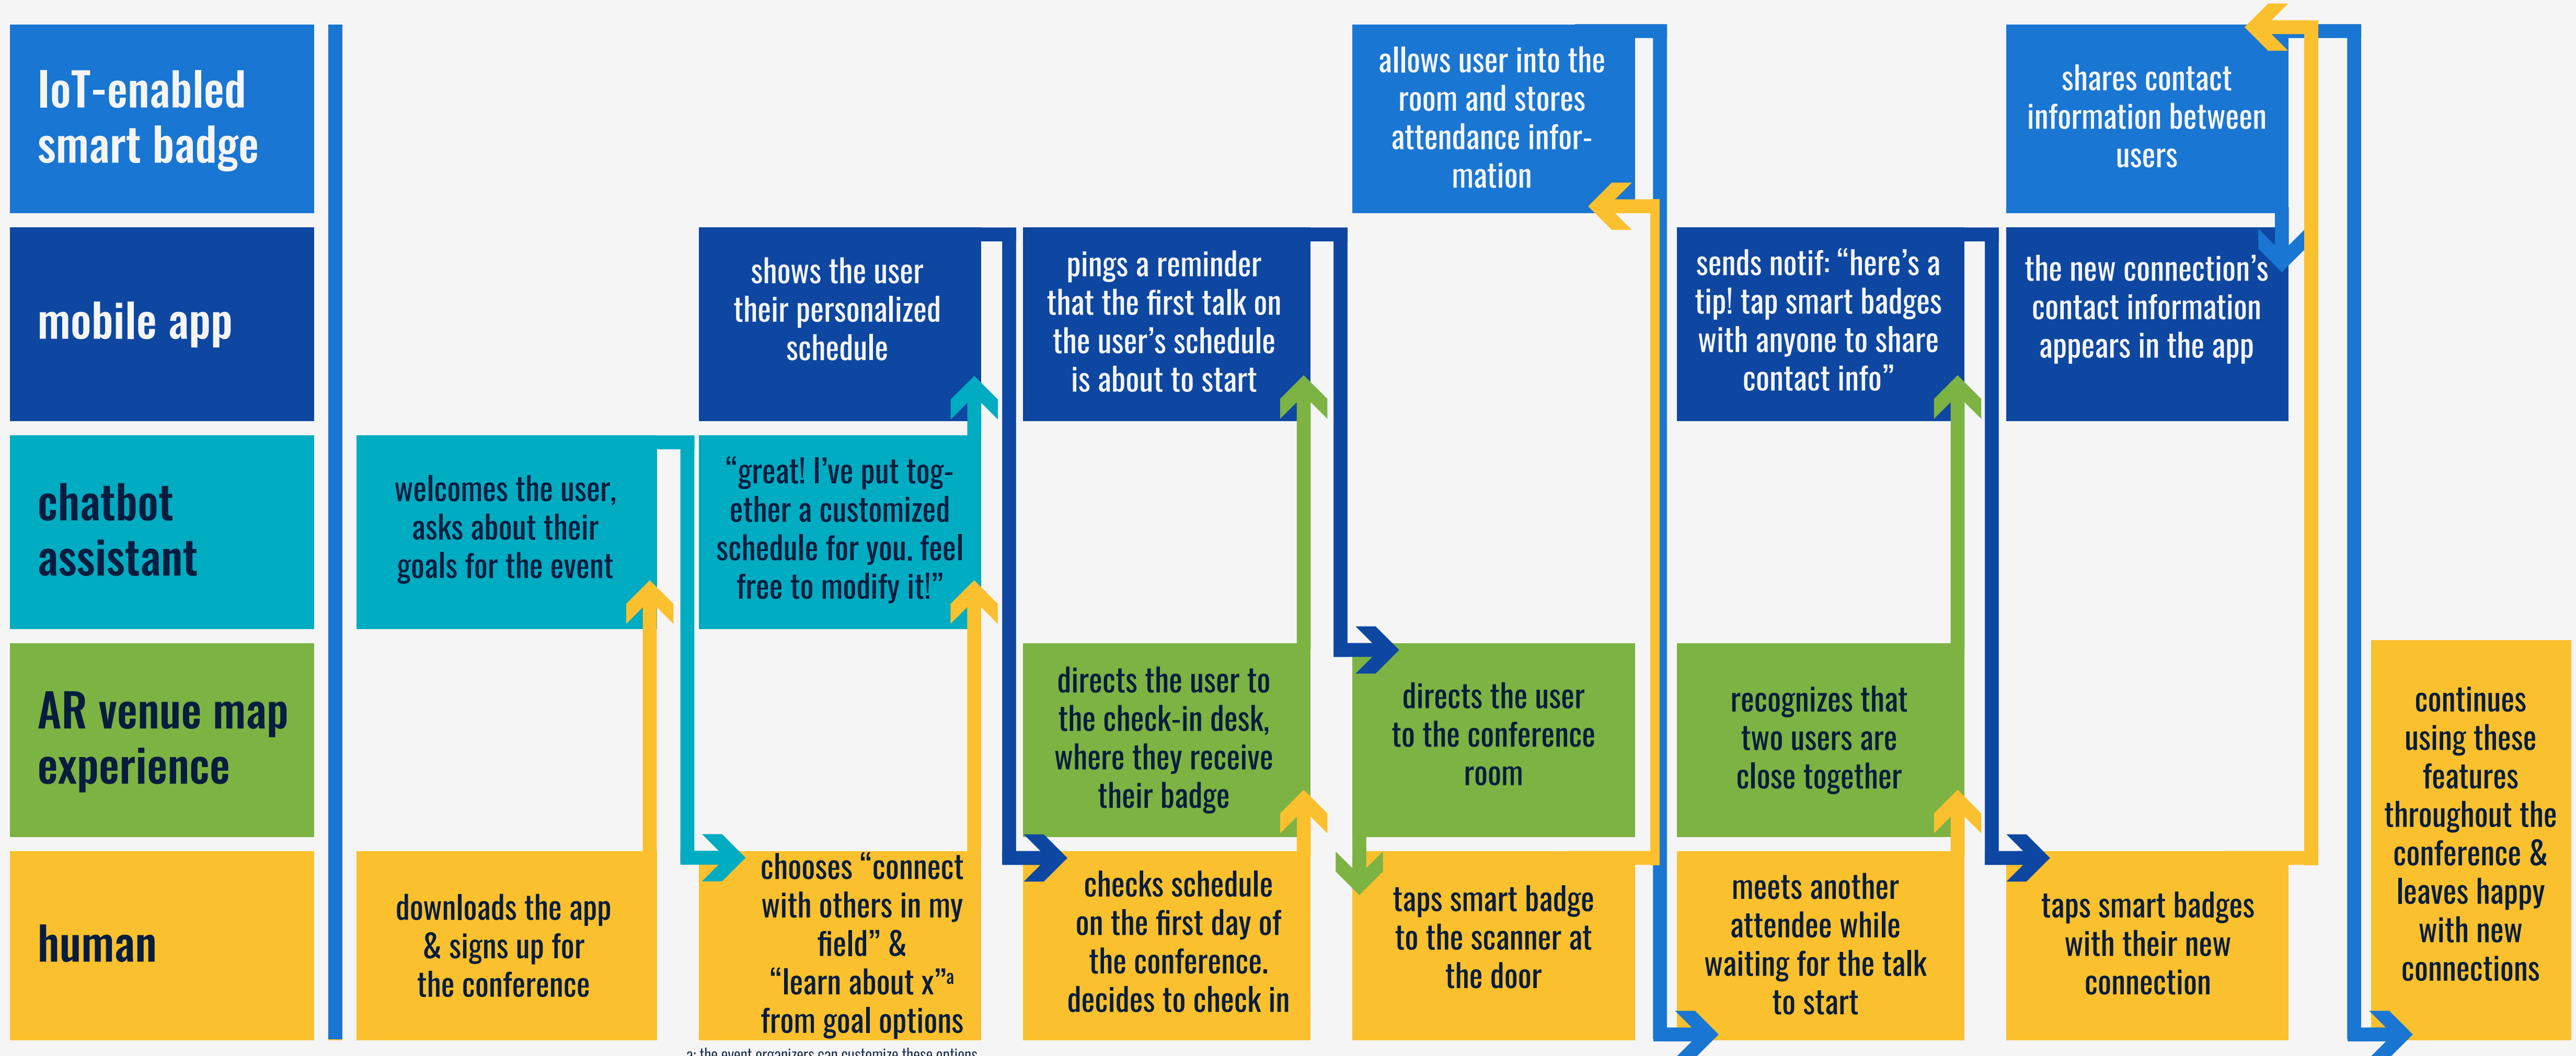 IoT-enabled
smart badge
mobile app
chatbot
assistant
AR venue map
experience
human
downloads the app
& signs up for
the conference
welcomes the user,
asks about their
goals for the event
chooses “connect
with others in my
field” &
“learn about x”a
from goal options
a: the event organizers can customize these options
“great! I’ve put tog-
ether a customized
schedule for you. feel
free to modify it!”
shows the user
their personalized
schedule
checks schedule
on the first day of
the conference.
decides to check in
directs the user to
the check-in desk,
where they receive
their badge
pings a reminder
that the first talk on
the user’s schedule
is about to start
directs the user
to the conference
room
taps smart badge
to the scanner at
the door
allows user into the
room and stores
attendance infor-
mation
meets another
attendee while
waiting for the talk
to start
recognizes that
two users are
close together
sends notif: “here’s a
tip! tap smart badges
with anyone to share
contact info”
taps smart badges
with their new
connection
shares contact
information between
users
the new connection’s
contact information
appears in the app
continues
using these
features
throughout the
conference &
leaves happy
with new
connections